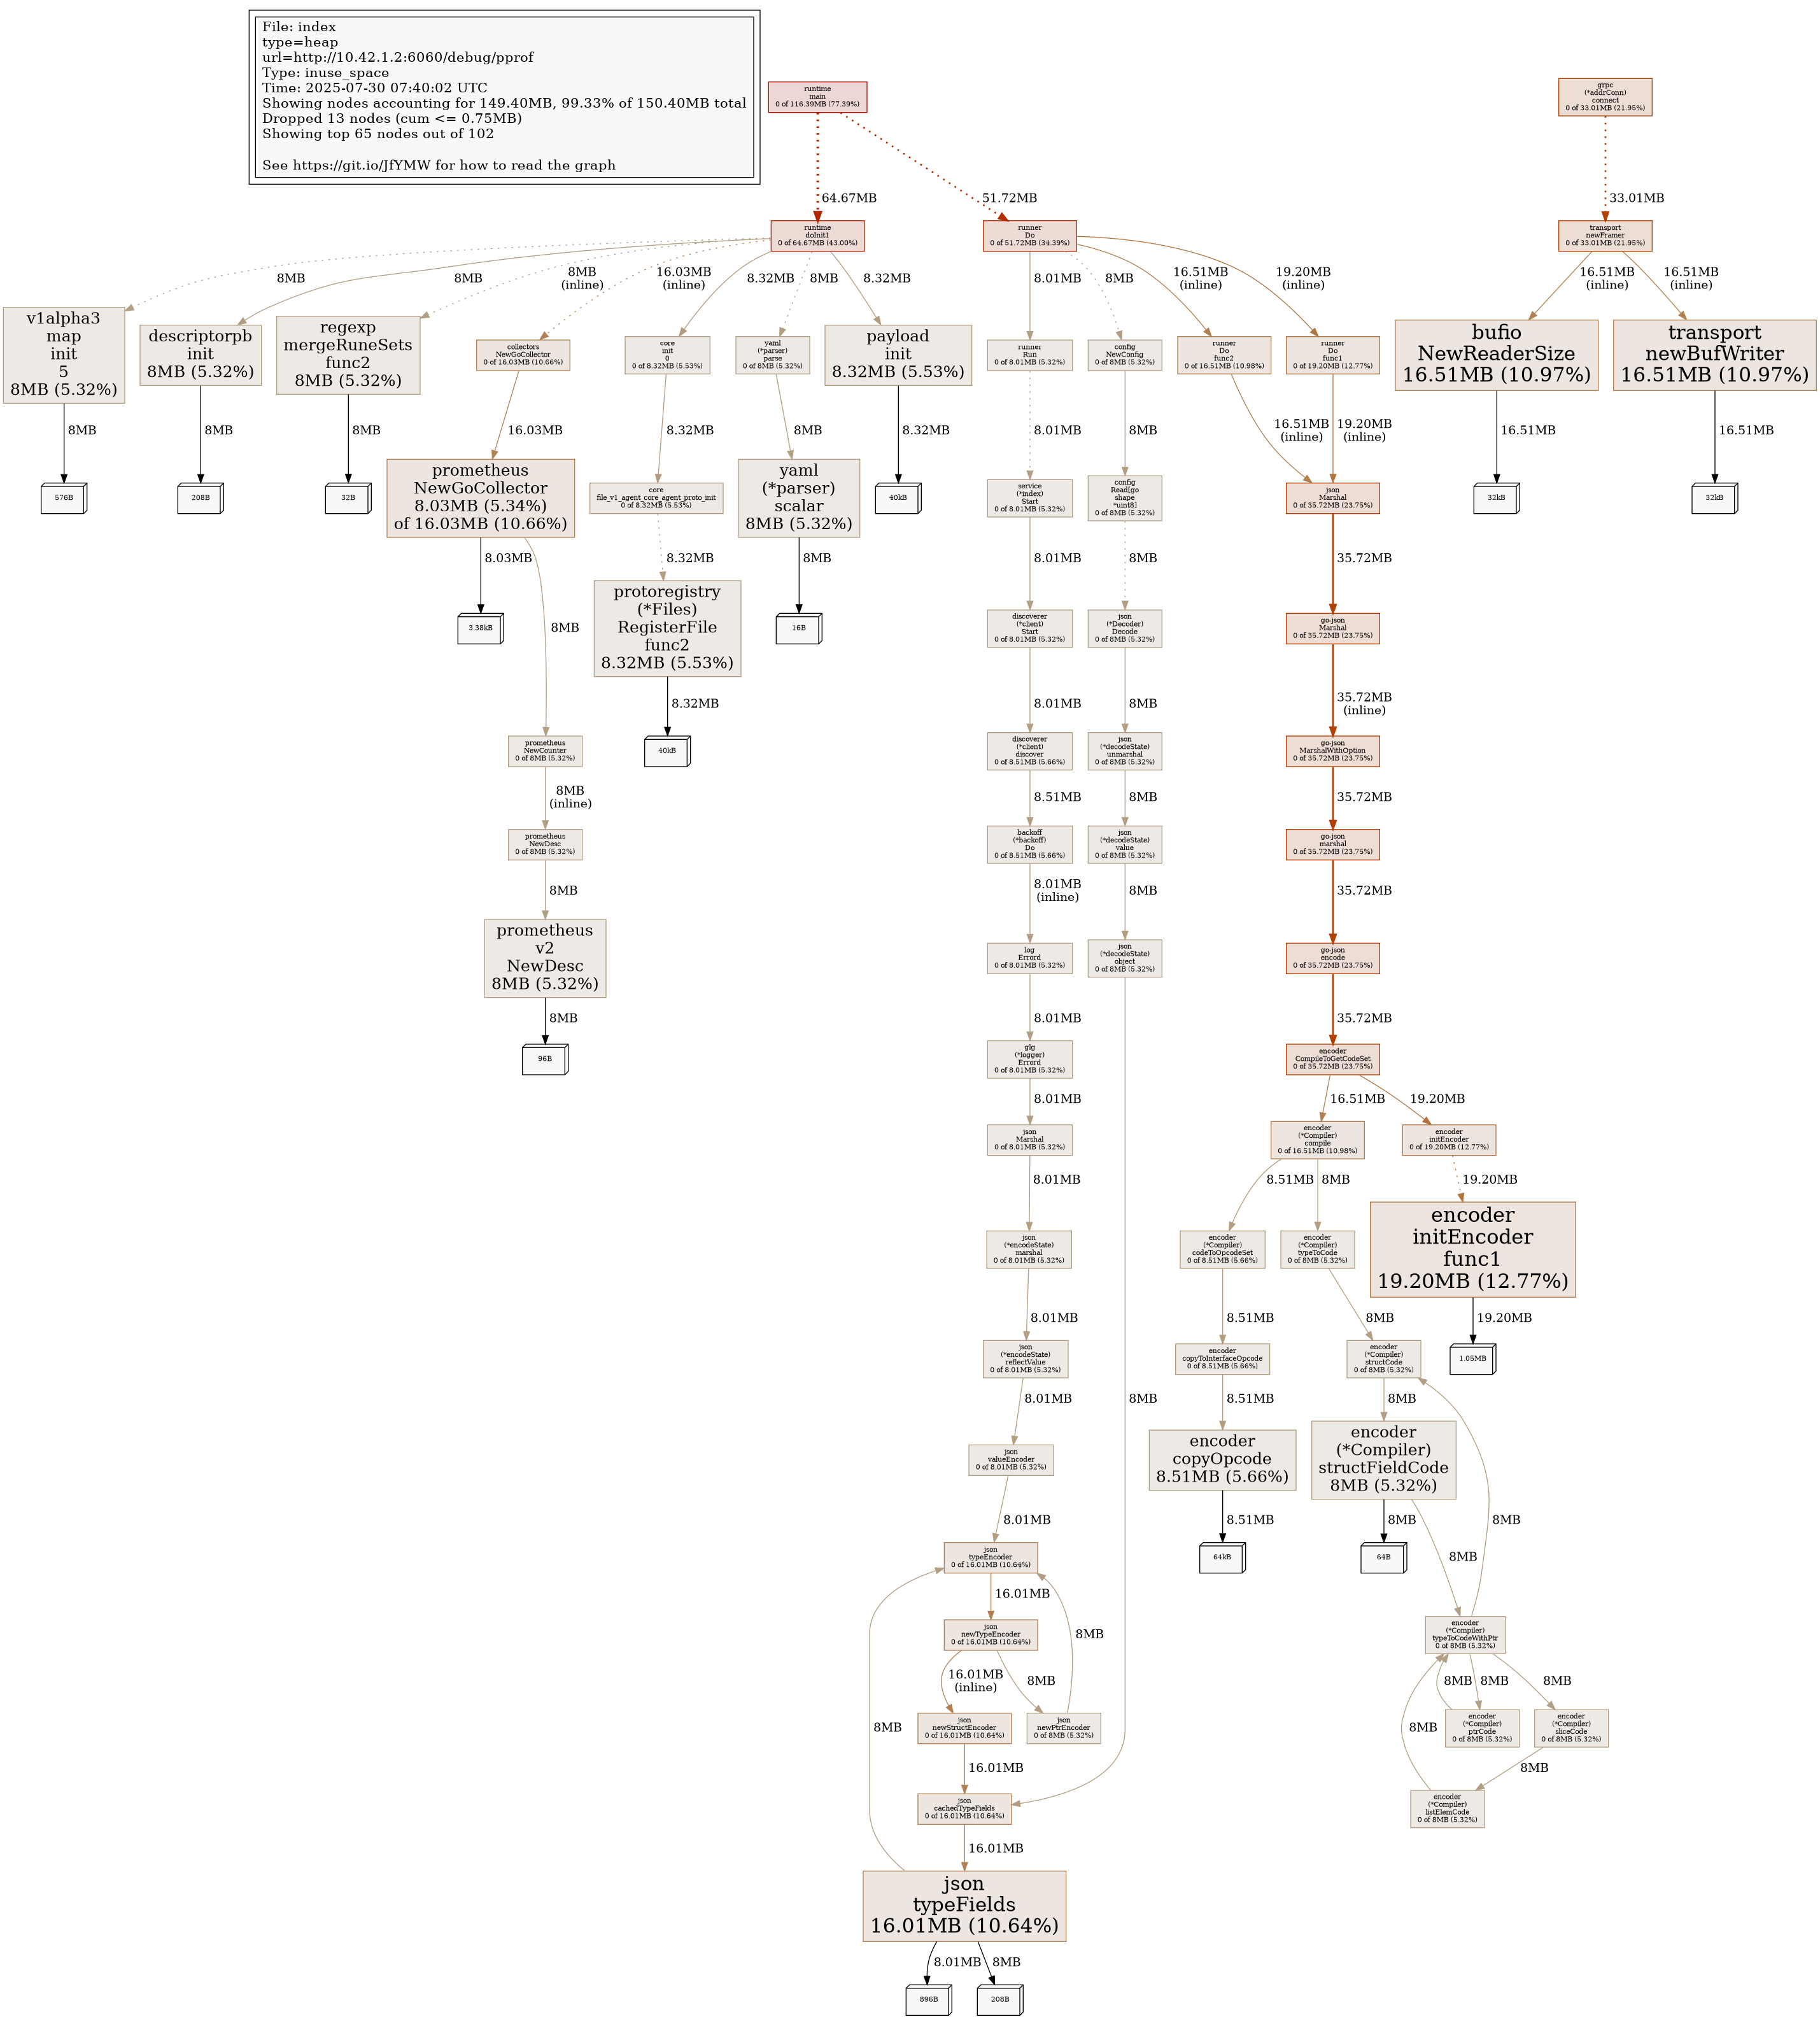 File: index
type=heap
url=http://10.42.1.2:6060/debug/pprof
Type: inuse_space
Time: 2025-07-30 07:40:02 UTC
Showing nodes accounting for 149.40MB, 99.33% of 150.40MB total
Dropped 13 nodes (cum <= 0.75MB)
Showing top 65 nodes out of 102
See https://git.io/JfYMW for how to read the graph
runtime
main
0 of 116.39MB (77.39%)
grpc
(*addrConn)
connect
0 of 33.01MB (21.95%)
64.67MB
51.72MB
33.01MB
runtime
doInit1
0 of 64.67MB (43.00%)
runner
Do
0 of 51.72MB (34.39%)
transport
newFramer
0 of 33.01MB (21.95%)
8MB
8MB
8MB
(inline)
16.03MB
(inline)
8.32MB
8MB
8.32MB
8.01MB
8MB
16.51MB
(inline)
19.20MB
(inline)
16.51MB
(inline)
16.51MB
(inline)
v1alpha3
map
init
5
8MB (5.32%)
descriptorpb
init
8MB (5.32%)
regexp
mergeRuneSets
func2
8MB (5.32%)
collectors
NewGoCollector
0 of 16.03MB (10.66%)
core
init
0
0 of 8.32MB (5.53%)
yaml
(*parser)
parse
0 of 8MB (5.32%)
payload
init
8.32MB (5.53%)
runner
Run
0 of 8.01MB (5.32%)
config
NewConfig
0 of 8MB (5.32%)
runner
Do
func2
0 of 16.51MB (10.98%)
runner
Do
func1
0 of 19.20MB (12.77%)
bufio
NewReaderSize
16.51MB (10.97%)
transport
newBufWriter
16.51MB (10.97%)
8MB
8MB
8MB
16.03MB
8.32MB
8MB
8.32MB
8.01MB
8MB
16.51MB
(inline)
19.20MB
(inline)
16.51MB
16.51MB
576B
208B
32B
prometheus
NewGoCollector
8.03MB (5.34%)
of 16.03MB (10.66%)
core
file_v1_agent_core_agent_proto_init
0 of 8.32MB (5.53%)
yaml
(*parser)
scalar
8MB (5.32%)
40kB
service
(*index)
Start
0 of 8.01MB (5.32%)
config
Read[go
shape
*uint8]
0 of 8MB (5.32%)
json
Marshal
0 of 35.72MB (23.75%)
32kB
32kB
8.03MB
8MB
8.32MB
8MB
8.01MB
8MB
35.72MB
3.38kB
protoregistry
(*Files)
RegisterFile
func2
8.32MB (5.53%)
16B
discoverer
(*client)
Start
0 of 8.01MB (5.32%)
json
(*Decoder)
Decode
0 of 8MB (5.32%)
go-json
Marshal
0 of 35.72MB (23.75%)
8.32MB
8.01MB
8MB
35.72MB
(inline)
prometheus
NewCounter
0 of 8MB (5.32%)
40kB
discoverer
(*client)
discover
0 of 8.51MB (5.66%)
json
(*decodeState)
unmarshal
0 of 8MB (5.32%)
go-json
MarshalWithOption
0 of 35.72MB (23.75%)
8MB
(inline)
8.51MB
8MB
35.72MB
prometheus
NewDesc
0 of 8MB (5.32%)
backoff
(*backoff)
Do
0 of 8.51MB (5.66%)
json
(*decodeState)
value
0 of 8MB (5.32%)
go-json
marshal
0 of 35.72MB (23.75%)
8MB
8.01MB
(inline)
8MB
35.72MB
prometheus
v2
NewDesc
8MB (5.32%)
log
Errord
0 of 8.01MB (5.32%)
json
(*decodeState)
object
0 of 8MB (5.32%)
go-json
encode
0 of 35.72MB (23.75%)
8MB
8.01MB
35.72MB
96B
glg
(*logger)
Errord
0 of 8.01MB (5.32%)
encoder
CompileToGetCodeSet
0 of 35.72MB (23.75%)
8.01MB
16.51MB
19.20MB
json
Marshal
0 of 8.01MB (5.32%)
encoder
(*Compiler)
compile
0 of 16.51MB (10.98%)
encoder
initEncoder
0 of 19.20MB (12.77%)
8.01MB
8.51MB
8MB
19.20MB
json
(*encodeState)
marshal
0 of 8.01MB (5.32%)
encoder
(*Compiler)
codeToOpcodeSet
0 of 8.51MB (5.66%)
encoder
(*Compiler)
typeToCode
0 of 8MB (5.32%)
encoder
initEncoder
func1
19.20MB (12.77%)
8.01MB
8.51MB
8MB
19.20MB
json
(*encodeState)
reflectValue
0 of 8.01MB (5.32%)
encoder
copyToInterfaceOpcode
0 of 8.51MB (5.66%)
encoder
(*Compiler)
structCode
0 of 8MB (5.32%)
1.05MB
8.01MB
8MB
8.51MB
8MB
json
valueEncoder
0 of 8.01MB (5.32%)
encoder
copyOpcode
8.51MB (5.66%)
encoder
(*Compiler)
structFieldCode
8MB (5.32%)
8.01MB
8.51MB
8MB
8MB
8MB
json
typeEncoder
0 of 16.01MB (10.64%)
64kB
64B
16.01MB
json
newTypeEncoder
0 of 16.01MB (10.64%)
encoder
(*Compiler)
typeToCodeWithPtr
0 of 8MB (5.32%)
8MB
16.01MB
(inline)
8MB
8MB
8MB
8MB
8MB
8MB
json
newStructEncoder
0 of 16.01MB (10.64%)
json
newPtrEncoder
0 of 8MB (5.32%)
encoder
(*Compiler)
ptrCode
0 of 8MB (5.32%)
encoder
(*Compiler)
sliceCode
0 of 8MB (5.32%)
16.01MB
8MB
json
cachedTypeFields
0 of 16.01MB (10.64%)
encoder
(*Compiler)
listElemCode
0 of 8MB (5.32%)
16.01MB
json
typeFields
16.01MB (10.64%)
8.01MB
8MB
896B
208B